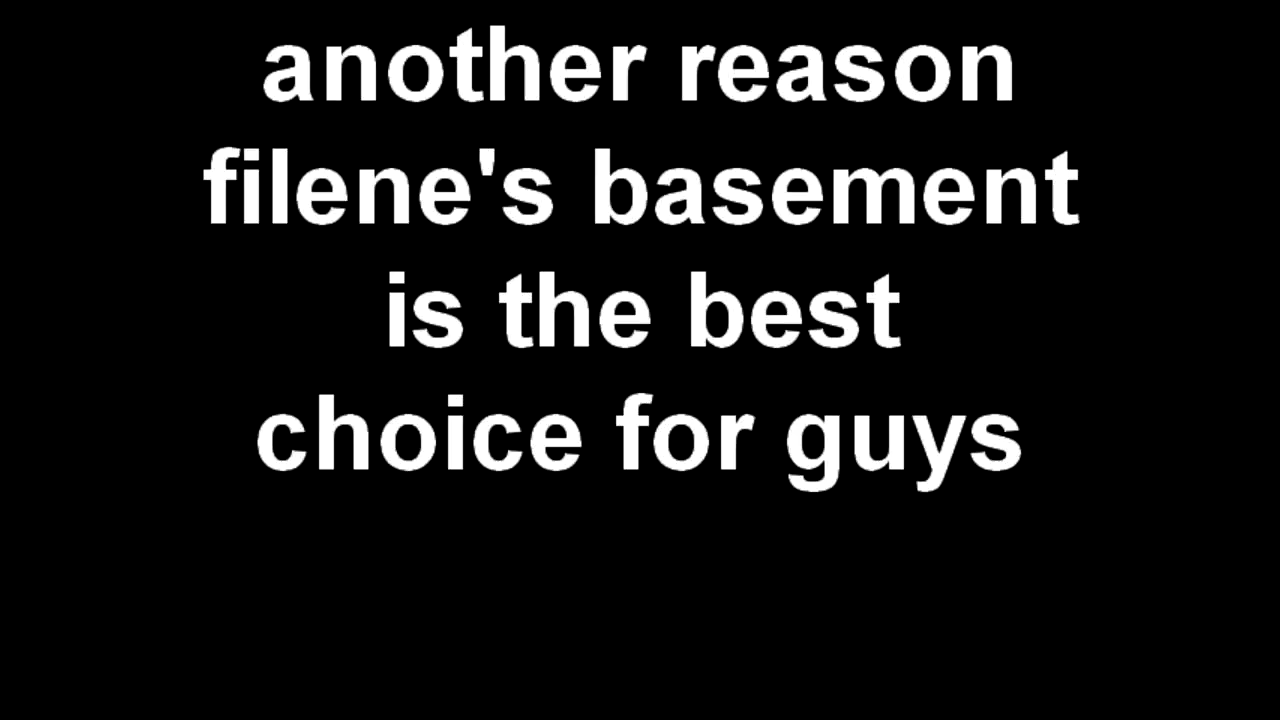 another reason
filene's basement
is the best
choice for guys